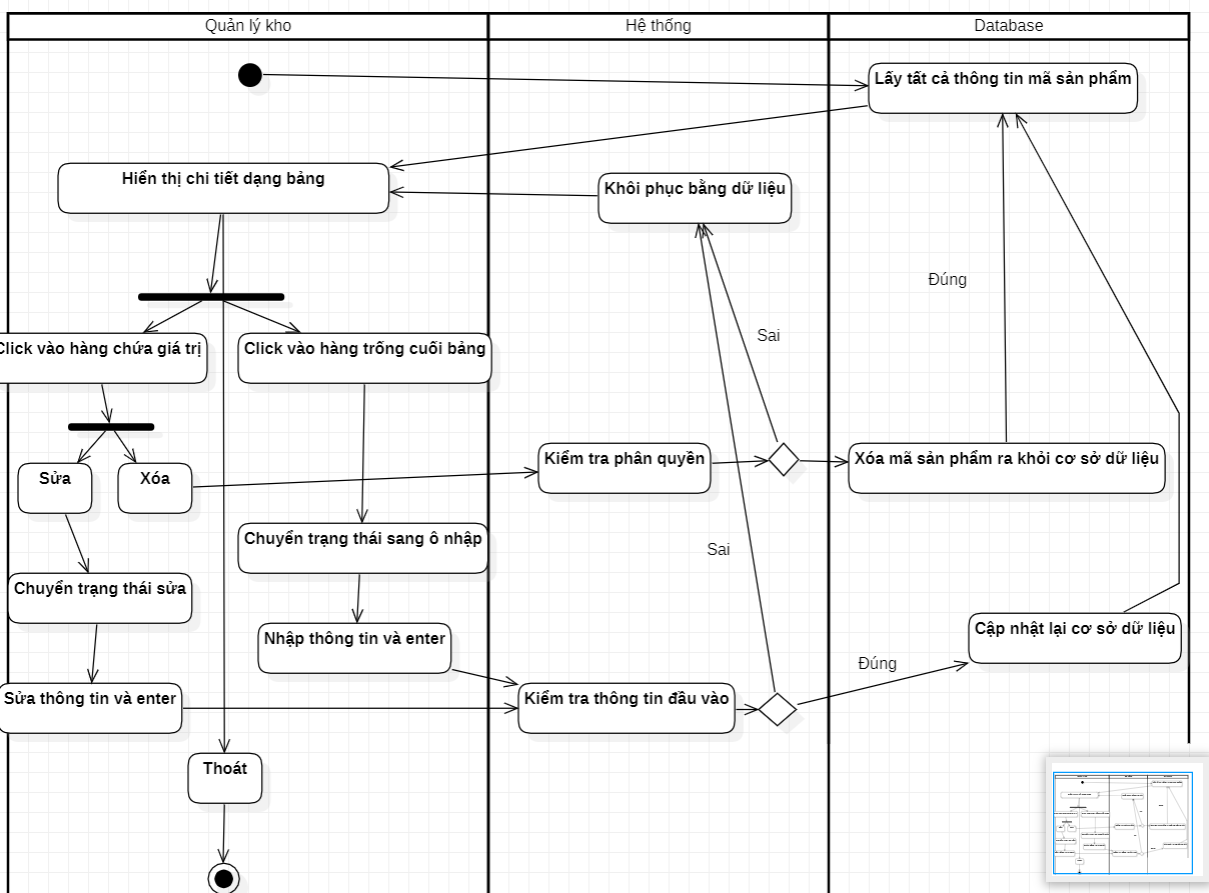 Quản lý kho
Hệ thống
Database
Lấy tất cả thông tin mã sản phẩm
Hiển thị chi tiết dạng bảng
Khôi phục bằng dữ liệu
Đúng
Sai
Click vào hàng chứa giá trị
Click vào hàng trống cuối bảng
Kiểm tra phân quyền
Xóa mã sản phẩm ra khỏi cơ sở dữ liệu
Sửa
Xóa
Chuyển trạng thái sang ô nhập
Sai
Chuyển trạng thái sửa
Nhập thông tin và enter
Cập nhật lại cơ sở dữ liệu
Đúng
Sửa thông tin và enter
Kiểm tra thông tin đầu vào
Thoát